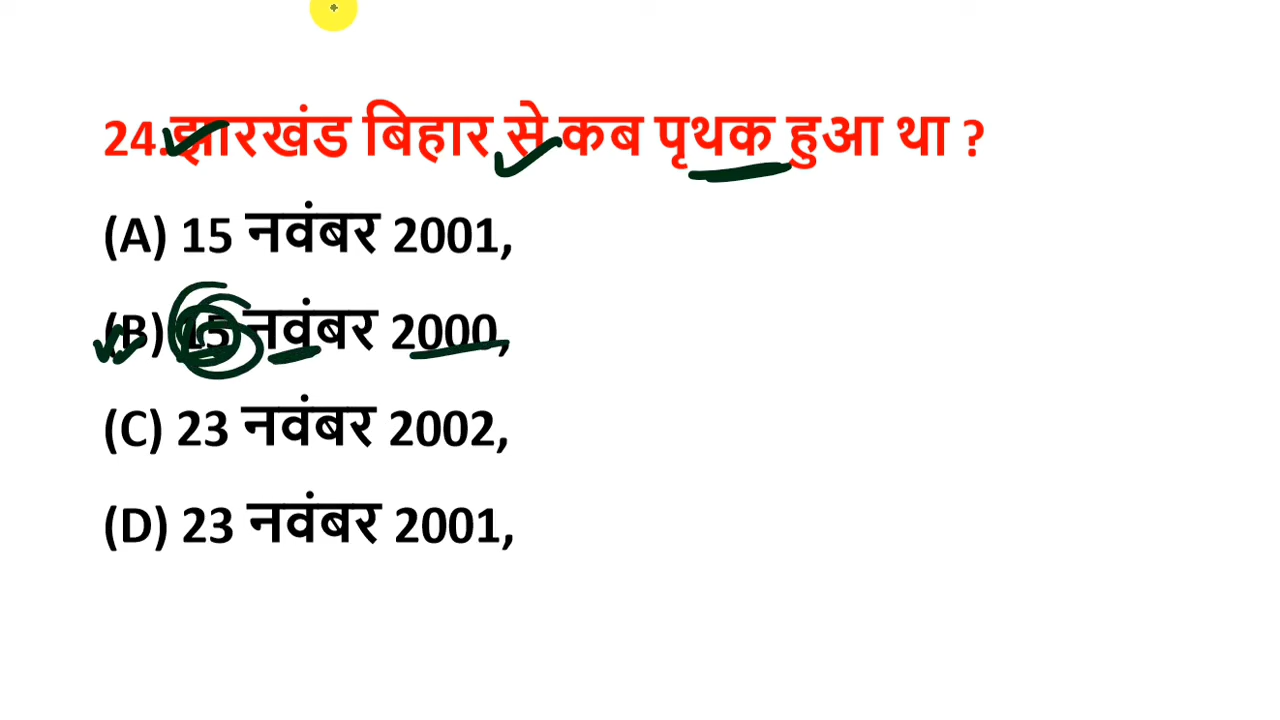 24.झारखंड बिहार से कब पृथक हुआ था ?
(A) 15 नवंबर 2001,
(B) 15 नवंबर 2000,
(C) 23 नवंबर 2002,
(D) 23 नवंबर 2001,